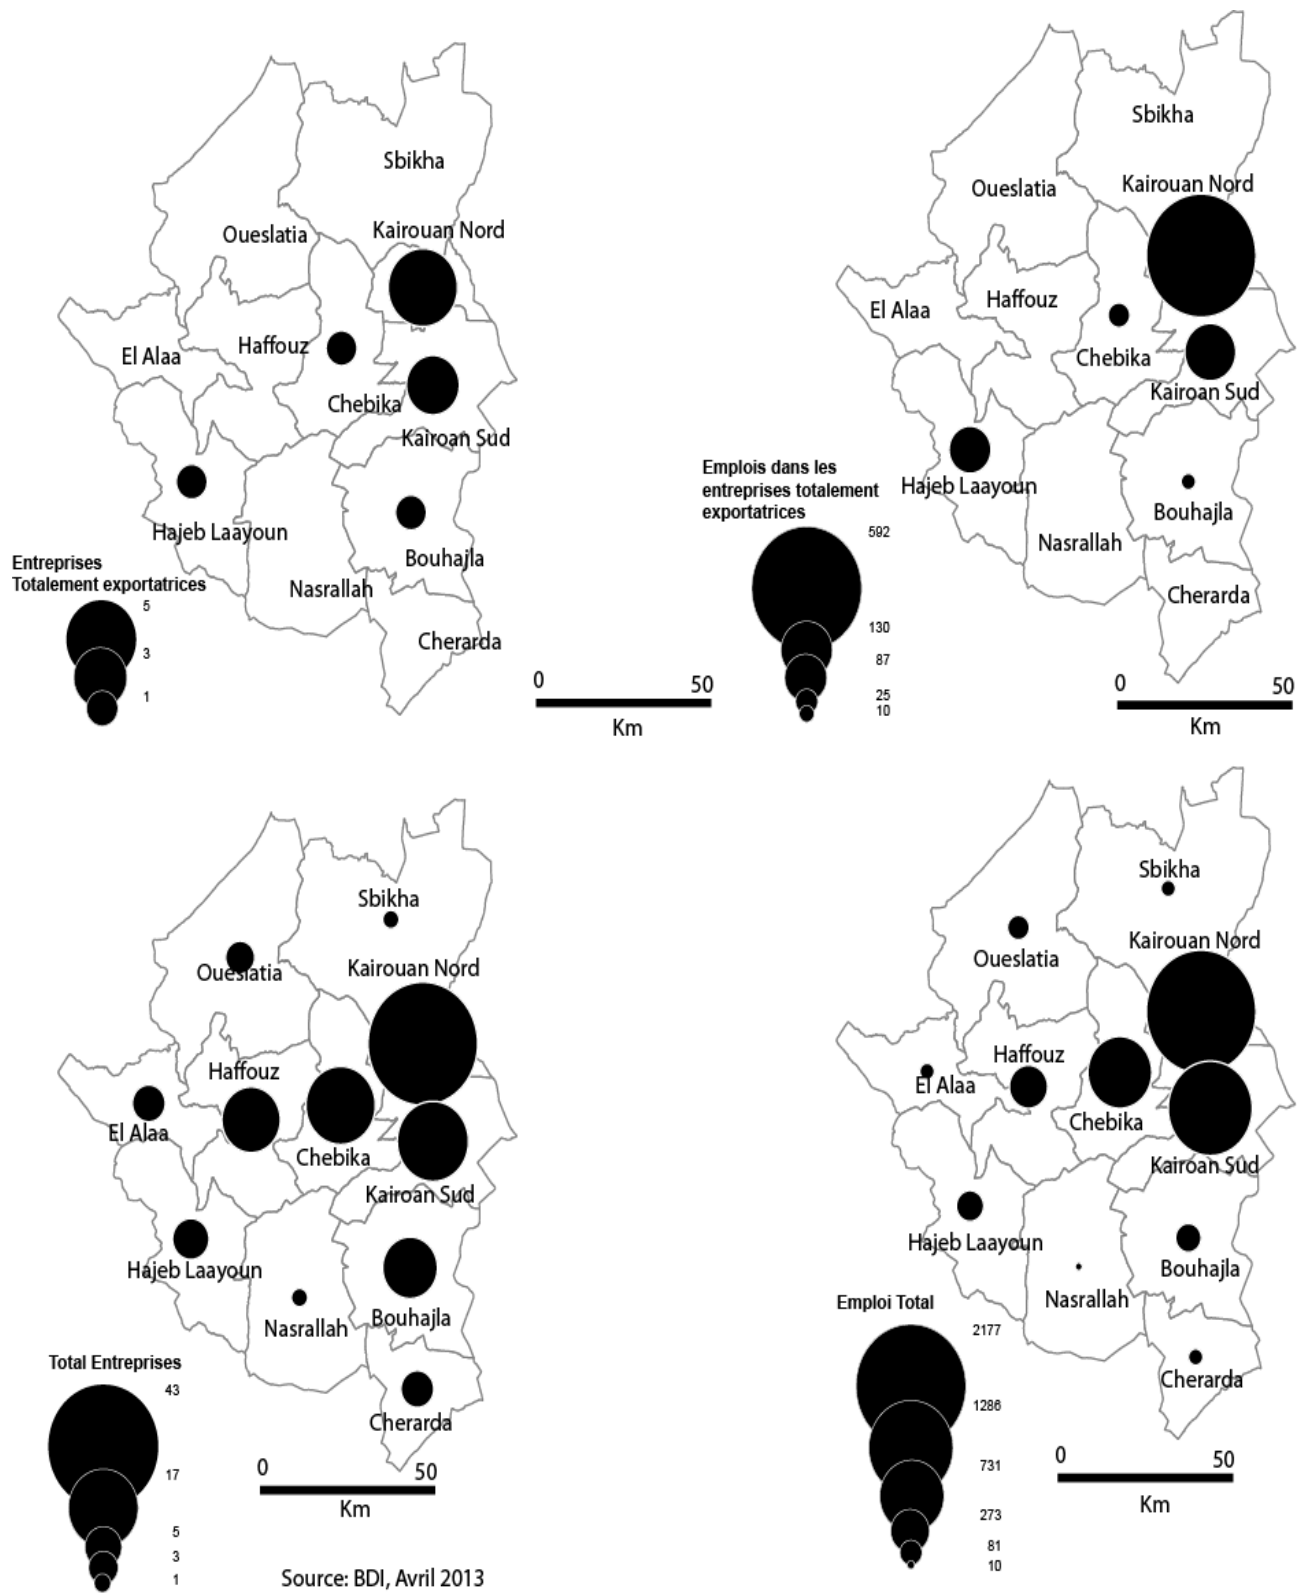 Sbikha
Oueslatia
Kairouan Nord
El Alaa
Haffouz
Chebika
Kairoan Sud
Hajeb Laayoun
Bouhajla
Nasrallah
Cherarda
Entreprises
Totalement exportatrices
5
3
1
0 50
Km
Sbikha
Kairouan Nord
Oueslatia
Haffouz
El Alaa
Chebika
Kairoan Sud
Hajeb Laayoun
Bouhajla
Nasrallah
Cherarda
Emplois dans les
entreprises totalement
exportatrices
592
130
87
25
10
0 50
Km
Sbikha
Kairouan Nord
Oueslatia
Haffouz
El Alaa
Chebika
Kairoan Sud
Hajeb Laayoun
Bouhajla
Nasrallah
Cherarda
Total Entreprises
43
17
5
3
1
0 50
Km
Source: BDI, Avril 2013
Sbikha
Kairouan Nord
Oueslatia
Haffouz
El Alaa
Chebika
Kairoan Sud
Hajeb Laayoun
Bouhajla
Nasrallah
Cherarda
Emploi Total
2177
1286
731
273
81
10
0 50
Km